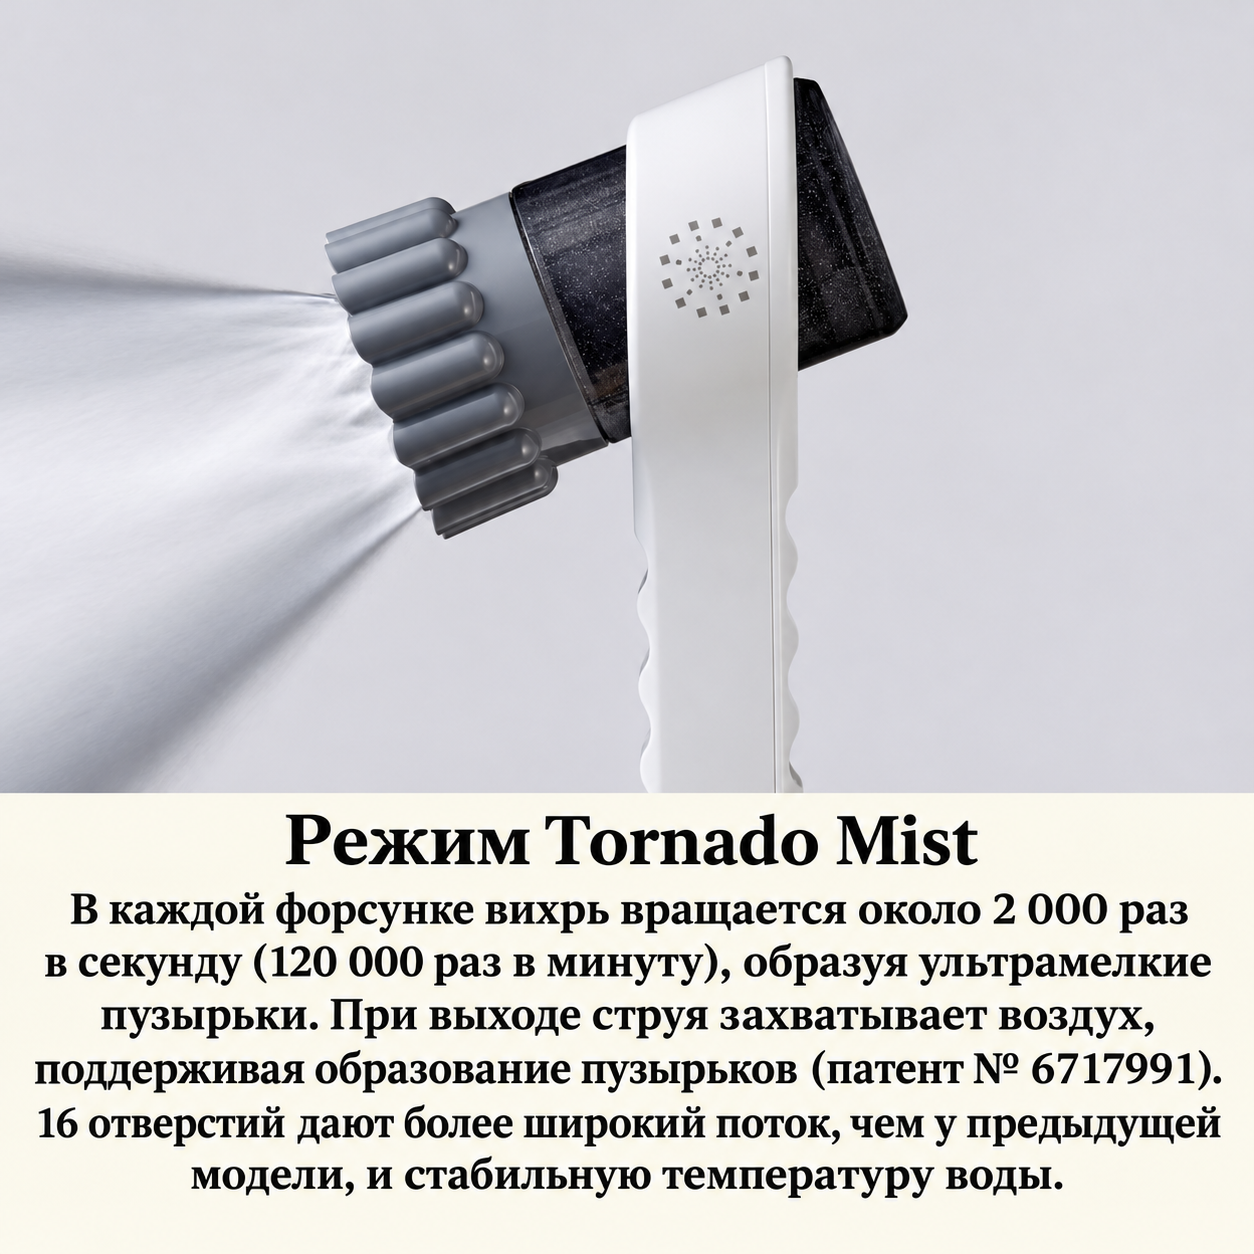 Режим Tornado Mist
В каждой форсунке вихрь вращается около 2 000 раз
в секунду (120 000 раз в минуту), образуя ультрамелкие
пузырьки. При выходе струя захватывает воздух,
поддерживая образование пузырьков (патент № 6717991).
16 отверстий дают более широкий поток, чем у предыдущей
модели, и стабильную температуру воды.